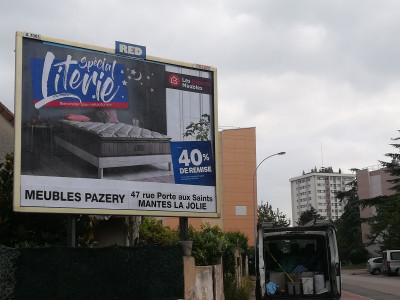 RED
Spécial
Literie
Les
Meubles
40%
DE REMISE
MEUBLES PAZERY
47 rue Porte aux Saints
MANTES LA JOLIE